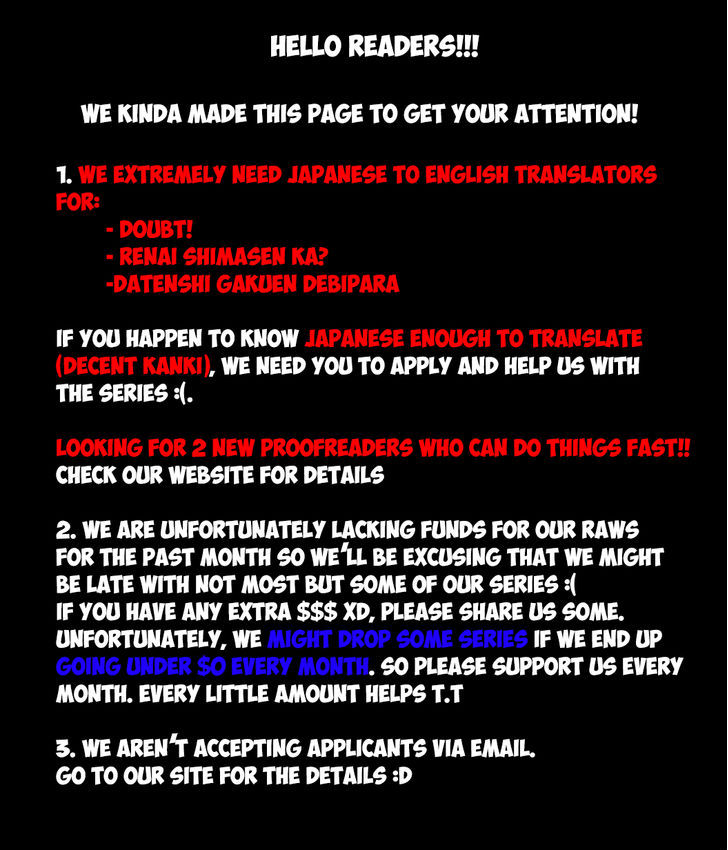 HELLO READERS!!!
WE KINDA MADE THIS PAGE TO GET YOUR ATTENTION!
1. WE EXTREMELY NEED JAPANESE TO ENGLISH TRANSLATORS
FOR:
- DOUBT!
- RENAI SHIMASEN KA?
-DATENSHI GAKUEN DEBIPARA
IF YOU HAPPEN TO KNOW JAPANESE ENOUGH TO TRANSLATE
(DECENT KANKI), WE NEED YOU TO APPLY AND HELP US WITH
THE SERIES :(.
LOOKING FOR 2 NEW PROOFREADERS WHO CAN DO THINGS FAST!!
CHECK OUR WEBSITE FOR DETAILS
2. WE ARE UNFORTUNATELY LACKING FUNDS FOR OUR RAWS
FOR THE PAST MONTH SO WE'LL BE EXCUSING THAT WE MIGHT
BE LATE WITH NOT MOST BUT SOME OF OUR SERIES :(
IF YOU HAVE ANY EXTRA $$$ XD, PLEASE SHARE US SOME.
UNFORTUNATELY, WE MIGHT DROP SOME SERIES IF WE END UP
GOING UNDER $0 EVERY MONTH. SO PLEASE SUPPORT US EVERY
MONTH. EVERY LITTLE AMOUNT HELPS T.T
3. WE AREN'T ACCEPTING APPLICANTS VIA EMAIL.
GO TO OUR SITE FOR THE DETAILS :D